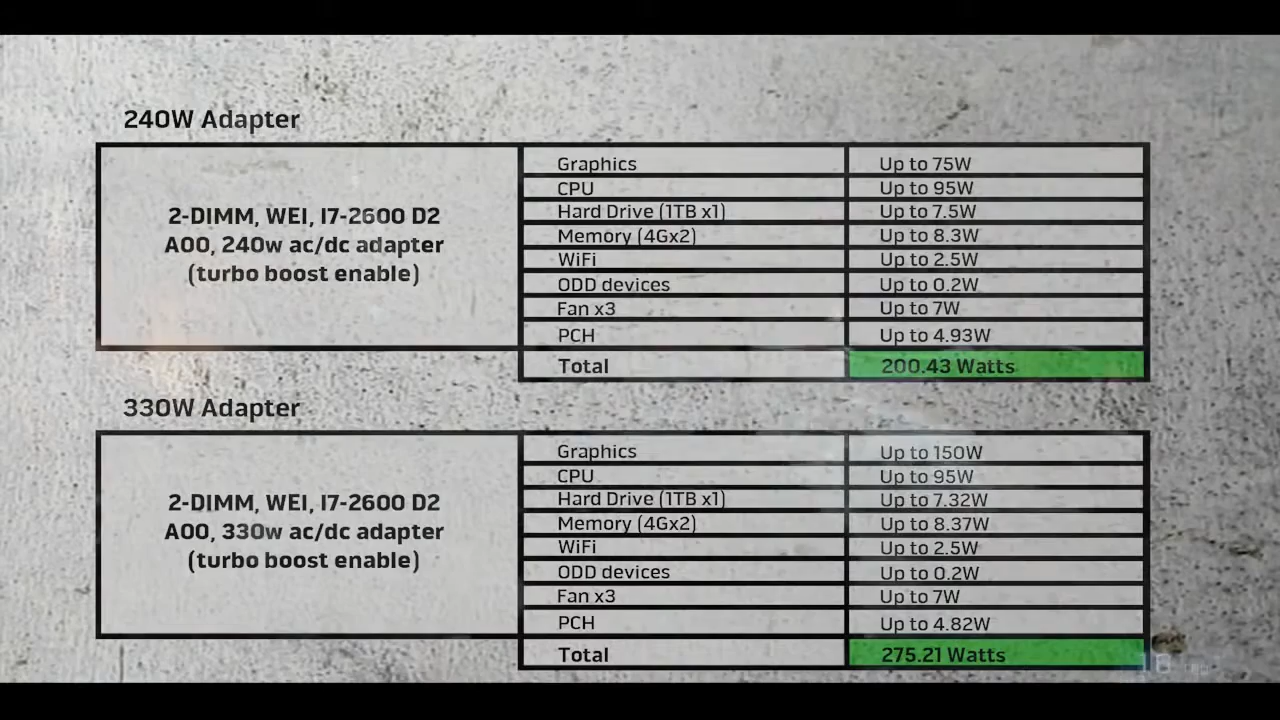 240W Adapter
2-DIMM, WEI, I7-2600 D2
A00, 240w ac/dc adapter
(turbo boost enable)
Graphics Up to 75W
CPU Up to 95W
Hard Drive (1TB x1) Up to 7.5W
Memory (4Gx2) Up to 8.3W
WiFi Up to 2.5W
ODD devices Up to 0.2W
Fan x3 Up to 7W
PCH Up to 4.93W
Total 200.43 Watts
330W Adapter
2-DIMM, WEI, I7-2600 D2
A00, 330w ac/dc adapter
(turbo boost enable)
Graphics Up to 150W
CPU Up to 95W
Hard Drive (1TB x1) Up to 7.32W
Memory (4Gx2) Up to 8.37W
WiFi Up to 2.5W
ODD devices Up to 0.2W
Fan x3 Up to 7W
PCH Up to 4.82W
Total 275.21 Watts